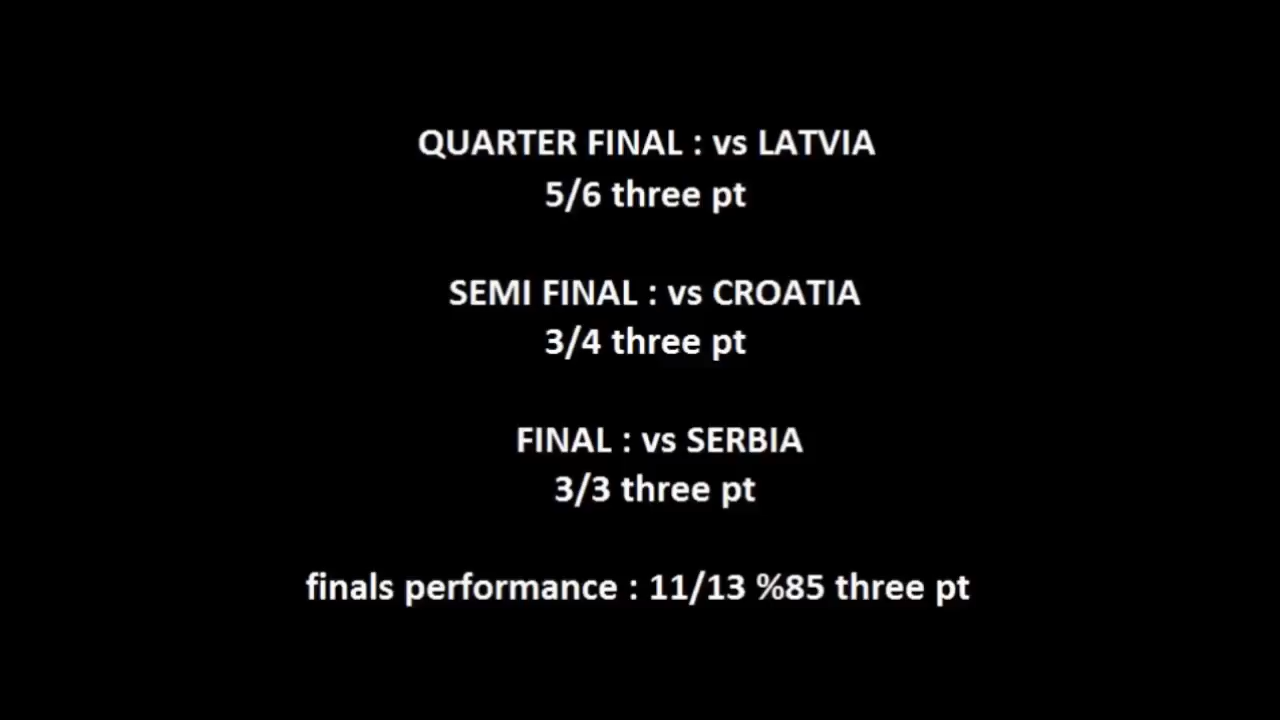 QUARTER FINAL : vs LATVIA
5/6 three pt
SEMI FINAL : vs CROATIA
3/4 three pt
FINAL : vs SERBIA
3/3 three pt
finals performance : 11/13 %85 three pt